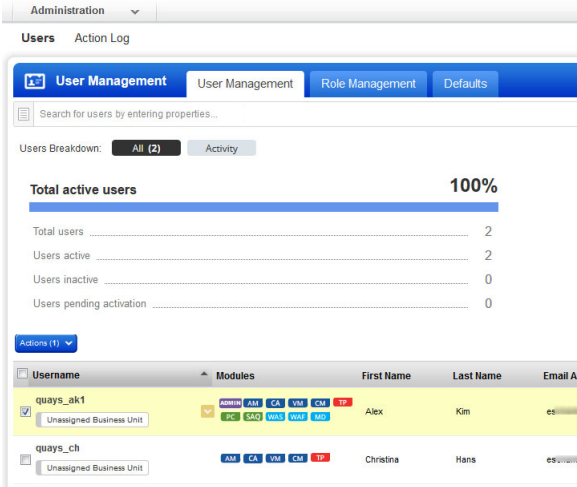 Administration
Users Action Log
User Management User Management Role Management Defaults
Search for users by entering properties...
Users Breakdown: All (2) Activity
Total active users 100%
Total users 2
Users active 2
Users inactive 0
Users pending activation 0
Actions (1)
Username Modules First Name Last Name Email A
quays_ak1
ADMIN AM CA VM CM TP
Alex Kim
Unassigned Business Unit
PC SAQ WAS WAF MD
quays_ch
AM CA VM CM TP Christina Hans
Unassigned Business Unit